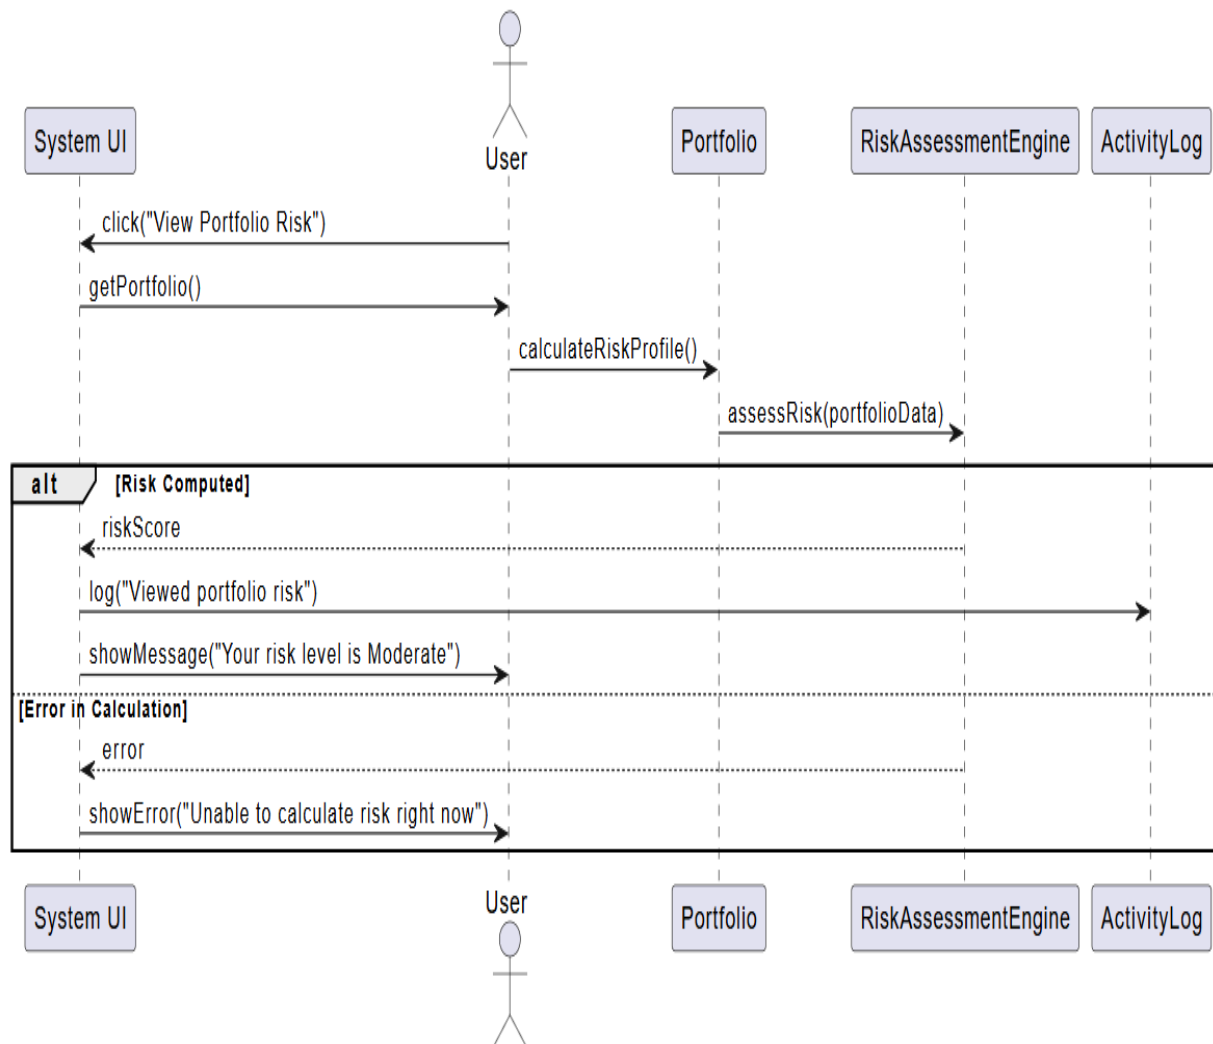 System UI
User
Portfolio
RiskAssessmentEngine
ActivityLog
click("View Portfolio Risk")
getPortfolio()
calculateRiskProfile()
assessRisk(portfolioData)
alt
[Risk Computed]
riskScore
log("Viewed portfolio risk")
showMessage("Your risk level is Moderate")
[Error in Calculation]
error
showError("Unable to calculate risk right now")
System UI
User
Portfolio
RiskAssessmentEngine
ActivityLog